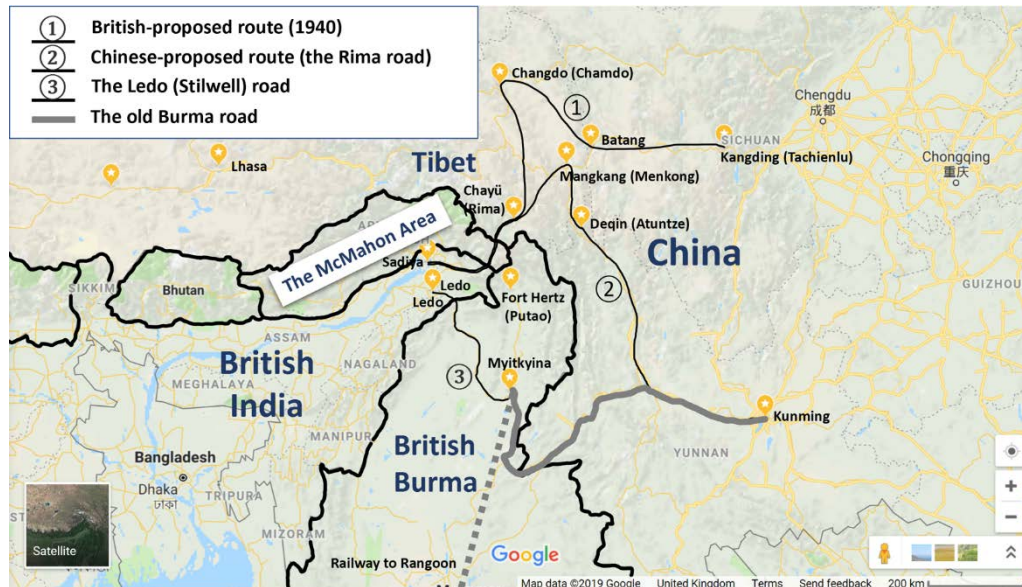 ① British-proposed route (1940)
② Chinese-proposed route (the Rima road)
③ The Ledo (Stilwell) road
The old Burma road
Changdo (Chamdo)
①
Chengdu
成都
Batang
SICHUAN
Lhasa
Tibet
Kangding (Tachienlu)
Chongqing
重庆
Mangkang (Menkong)
Chayü
(Rima)
Deqin (Atuntze)
The McMahon Area
China
Sadiya
SIKKIM
Bhutan
Ledo
Ledo
Fort Hertz
(Putao)
②
GUIZHOU
ASSAM
British
India
NAGALAND
Myitkyina
MEGHALAYA
③
Kunming
MANIPUR
British
Burma
Bangladesh
YUNNAN
Dhaka
ঢাকা
TRIPURA
MIZORAM
Satellite
Google
Railway to Rangoon
Map data ©2019 Google United Kingdom Terms Send feedback 200 km